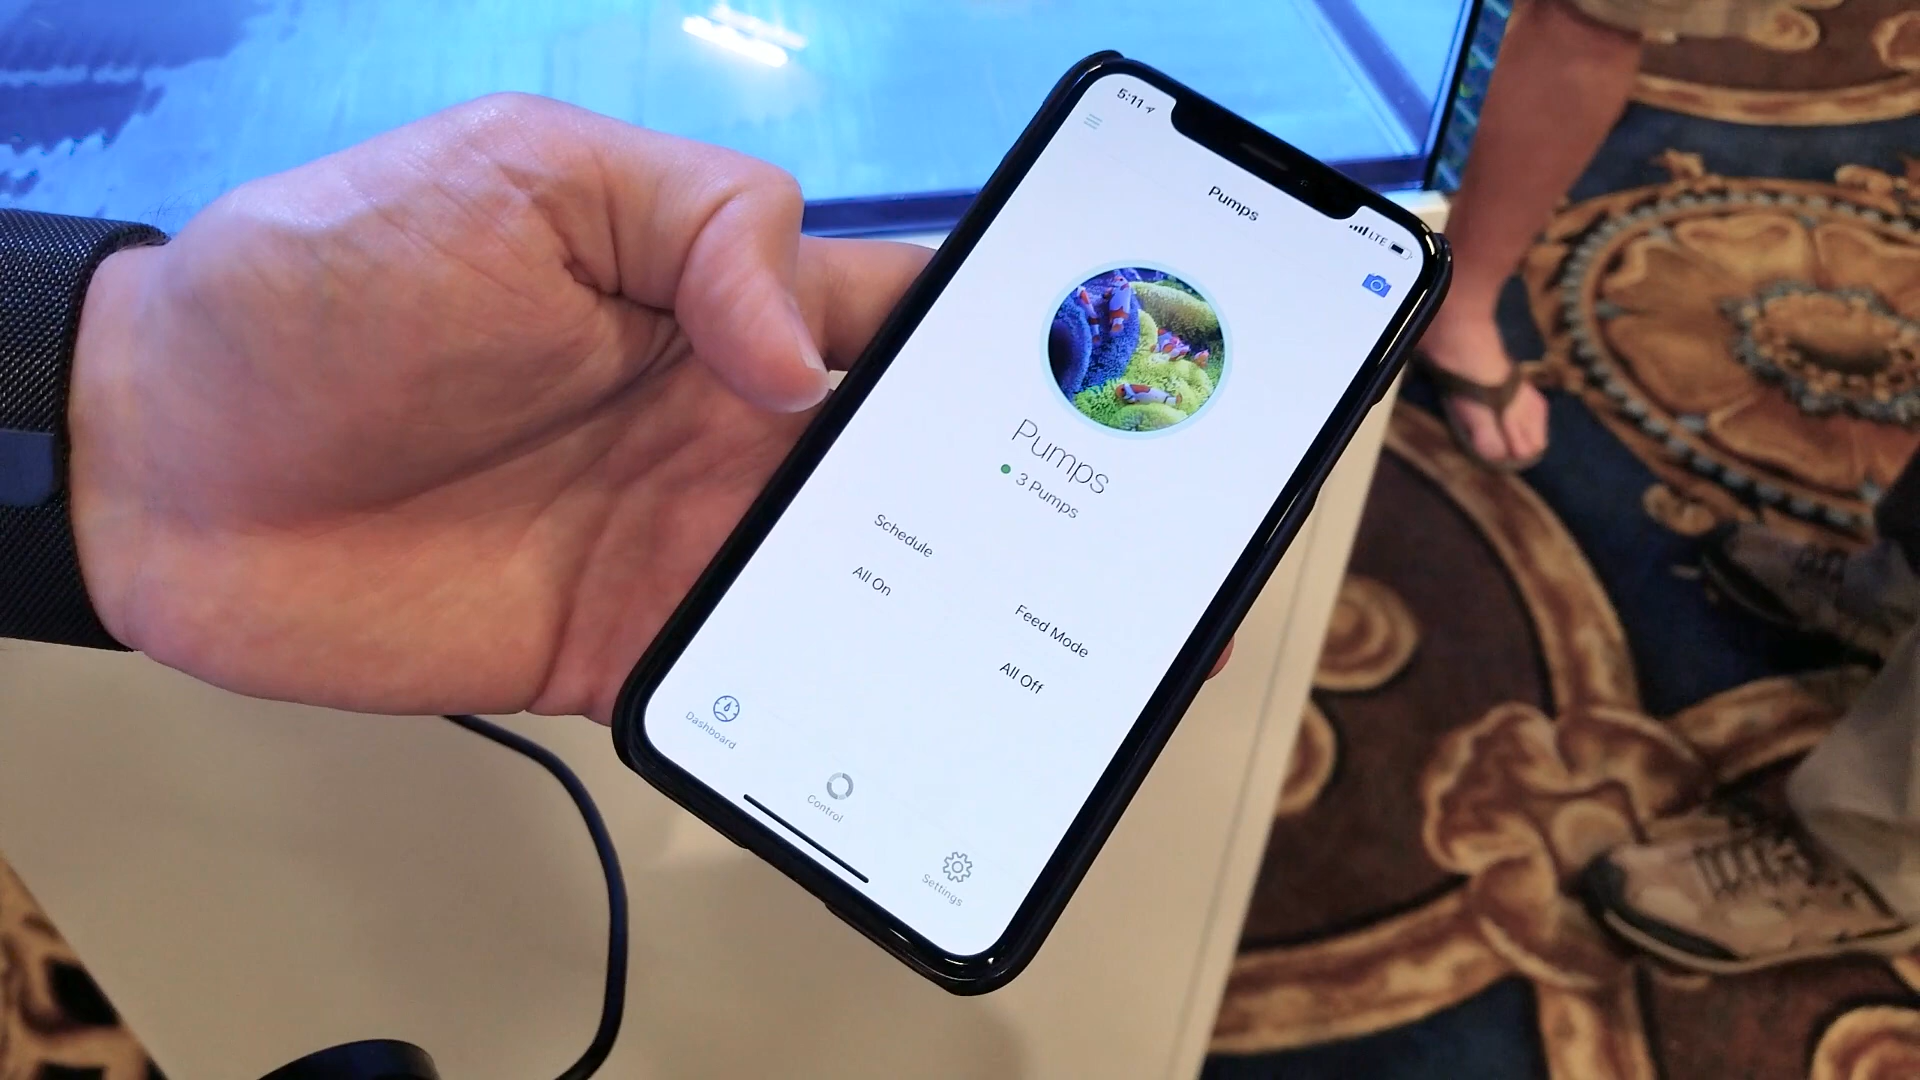 5:11
LTE
Pumps
Pumps
3 Pumps
Schedule
Feed Mode
All On
All Off
Dashboard
Control
Settings